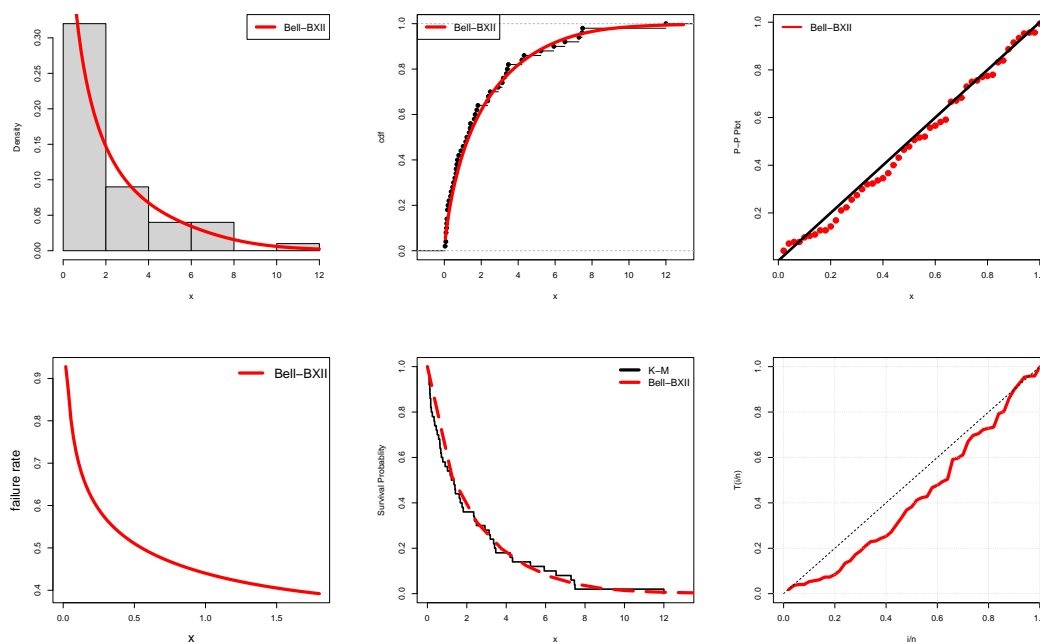 Density
0.00 0.05 0.10 0.15 0.20 0.25 0.30
Bell−BXII
0 2 4 6 8 10 12
x
cdf
0.0 0.2 0.4 0.6 0.8 1.0
Bell−BXII
0 2 4 6 8 10 12
x
P−P Plot
0.2 0.4 0.6 0.8 1.0
Bell−BXII
0.0 0.2 0.4 0.6 0.8
x
failure rate
0.4 0.5 0.6 0.7 0.8 0.9
Bell−BXII
0.0 0.5 1.0 1.5
x
Survival Probability
0.0 0.2 0.4 0.6 0.8 1.0
K−M
Bell−BXII
0 2 4 6 8 10 12
x
T(i/n)
0.0 0.2 0.4 0.6 0.8 1.0
0.0 0.2 0.4 0.6 0.8
i/n